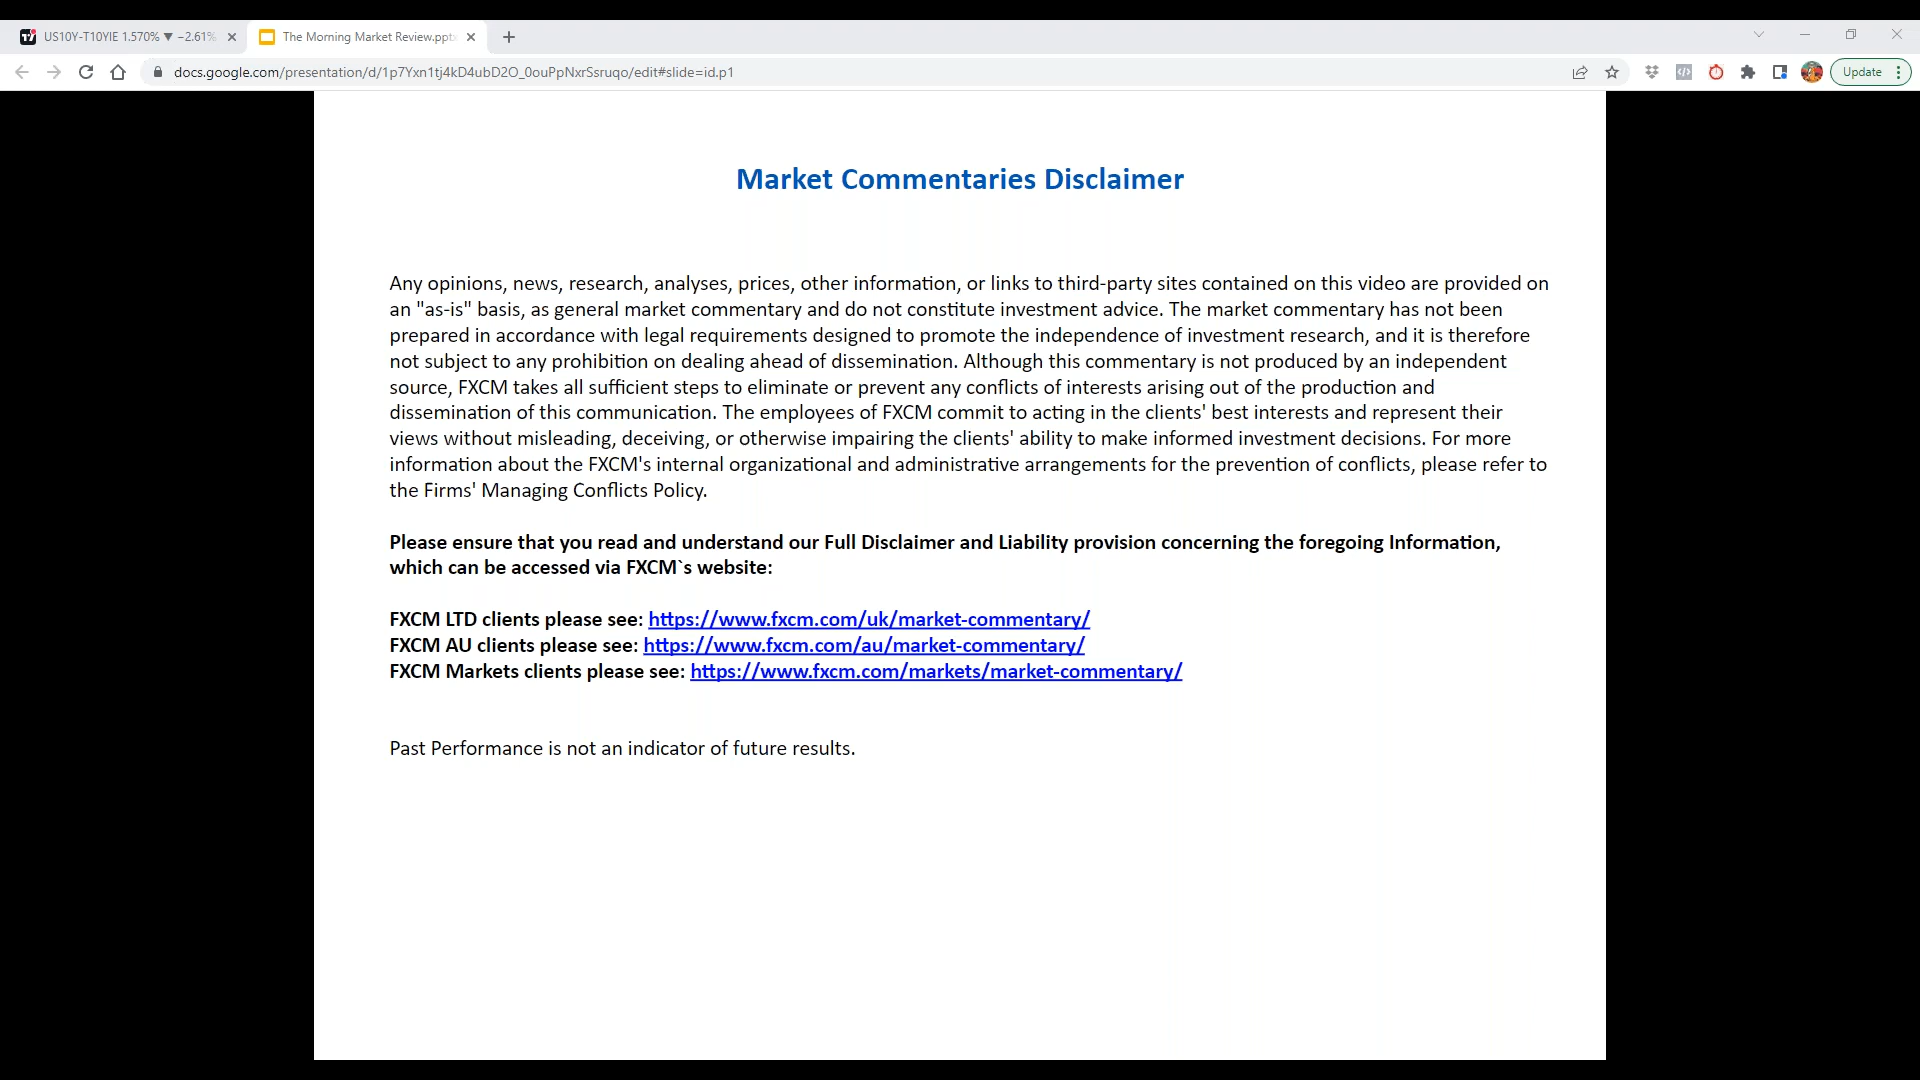 US10Y-T10YIE 1.570% ▼ −2.61%
The Morning Market Review.ppt
docs.google.com/presentation/d/1p7Yxn1tj4kD4ubD2O_0ouPpNxrSsruqo/edit#slide=id.p1
Update
Market Commentaries Disclaimer
Any opinions, news, research, analyses, prices, other information, or links to third-party sites contained on this video are provided on
an "as-is" basis, as general market commentary and do not constitute investment advice. The market commentary has not been
prepared in accordance with legal requirements designed to promote the independence of investment research, and it is therefore
not subject to any prohibition on dealing ahead of dissemination. Although this commentary is not produced by an independent
source, FXCM takes all sufficient steps to eliminate or prevent any conflicts of interests arising out of the production and
dissemination of this communication. The employees of FXCM commit to acting in the clients' best interests and represent their
views without misleading, deceiving, or otherwise impairing the clients' ability to make informed investment decisions. For more
information about the FXCM's internal organizational and administrative arrangements for the prevention of conflicts, please refer to
the Firms' Managing Conflicts Policy.
Please ensure that you read and understand our Full Disclaimer and Liability provision concerning the foregoing Information,
which can be accessed via FXCM`s website:
FXCM LTD clients please see: https://www.fxcm.com/uk/market-commentary/
FXCM AU clients please see: https://www.fxcm.com/au/market-commentary/
FXCM Markets clients please see: https://www.fxcm.com/markets/market-commentary/
Past Performance is not an indicator of future results.